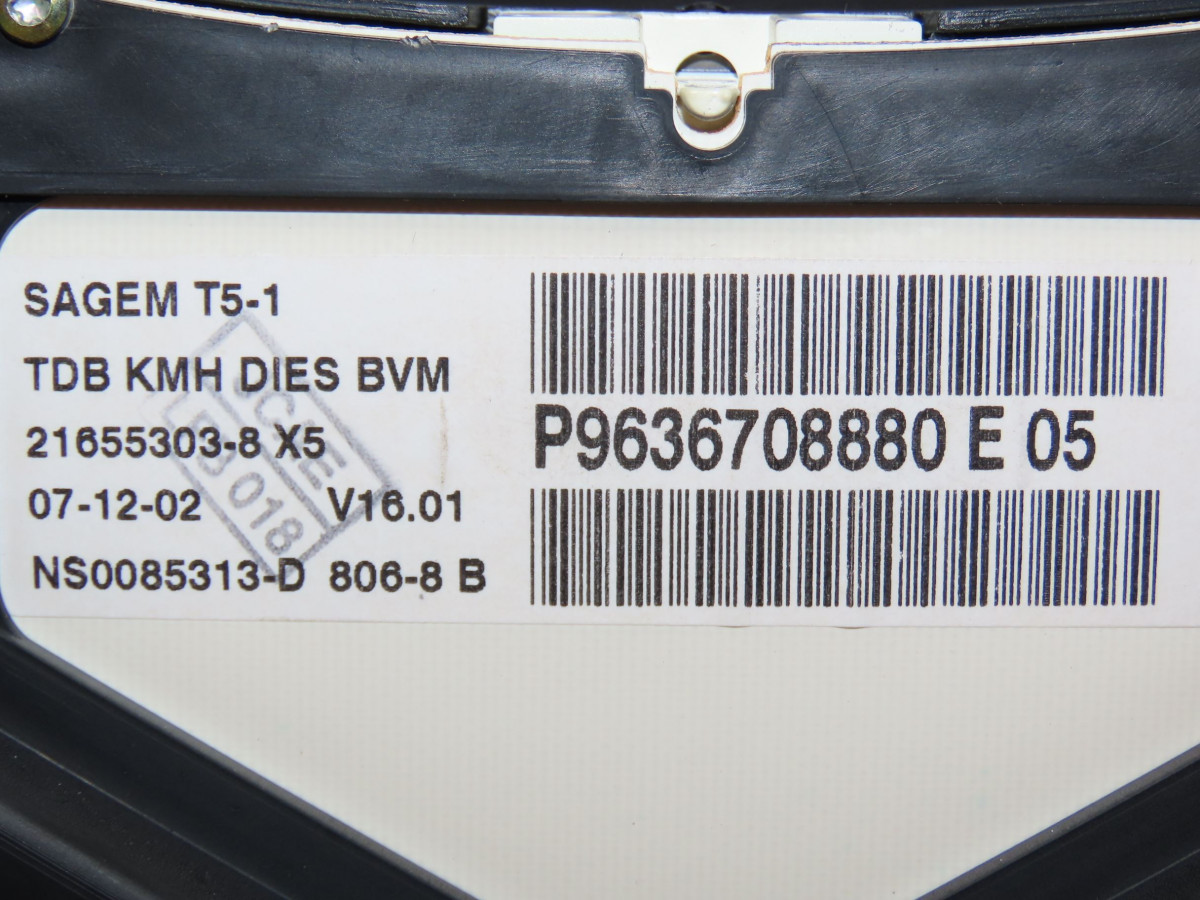 SAGEM T5-1
TDB KMH DIES BVM
21655303-8 X5
07-12-02 V16.01
NS0085313-D 806-8 B
P9636708880 E 05
018